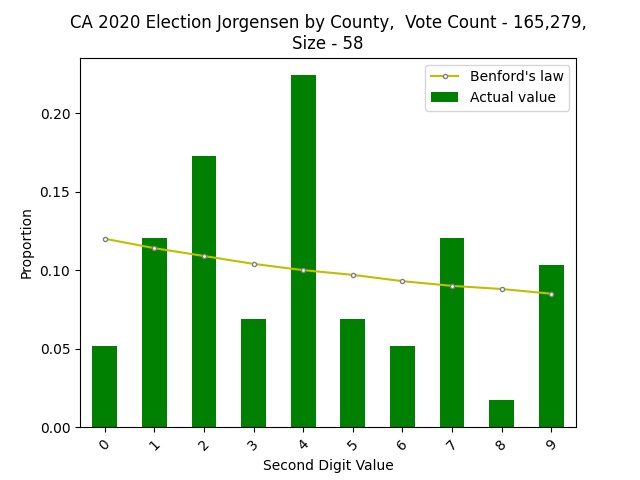 CA 2020 Election Jorgensen by County,  Vote Count - 165,279,
Size - 58
Benford's law
Actual value
Proportion
0.20
0.15
0.10
0.05
0.00
0 1 2 3 4 5 6 7 8 9
Second Digit Value